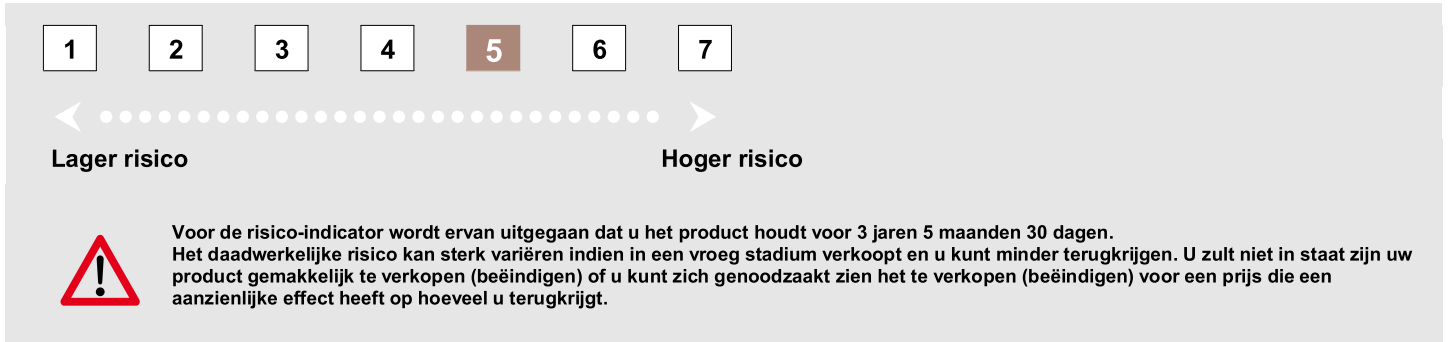 1 2 3 4 5 6 7
Lager risico Hoger risico
Voor de risico-indicator wordt ervan uitgegaan dat u het product houdt voor 3 jaren 5 maanden 30 dagen.
Het daadwerkelijke risico kan sterk variëren indien in een vroeg stadium verkoopt en u kunt minder terugkrijgen. U zult niet in staat zijn uw
product gemakkelijk te verkopen (beëindigen) of u kunt zich genoodzaakt zien het te verkopen (beëindigen) voor een prijs die een
aanzienlijke effect heeft op hoeveel u terugkrijgt.